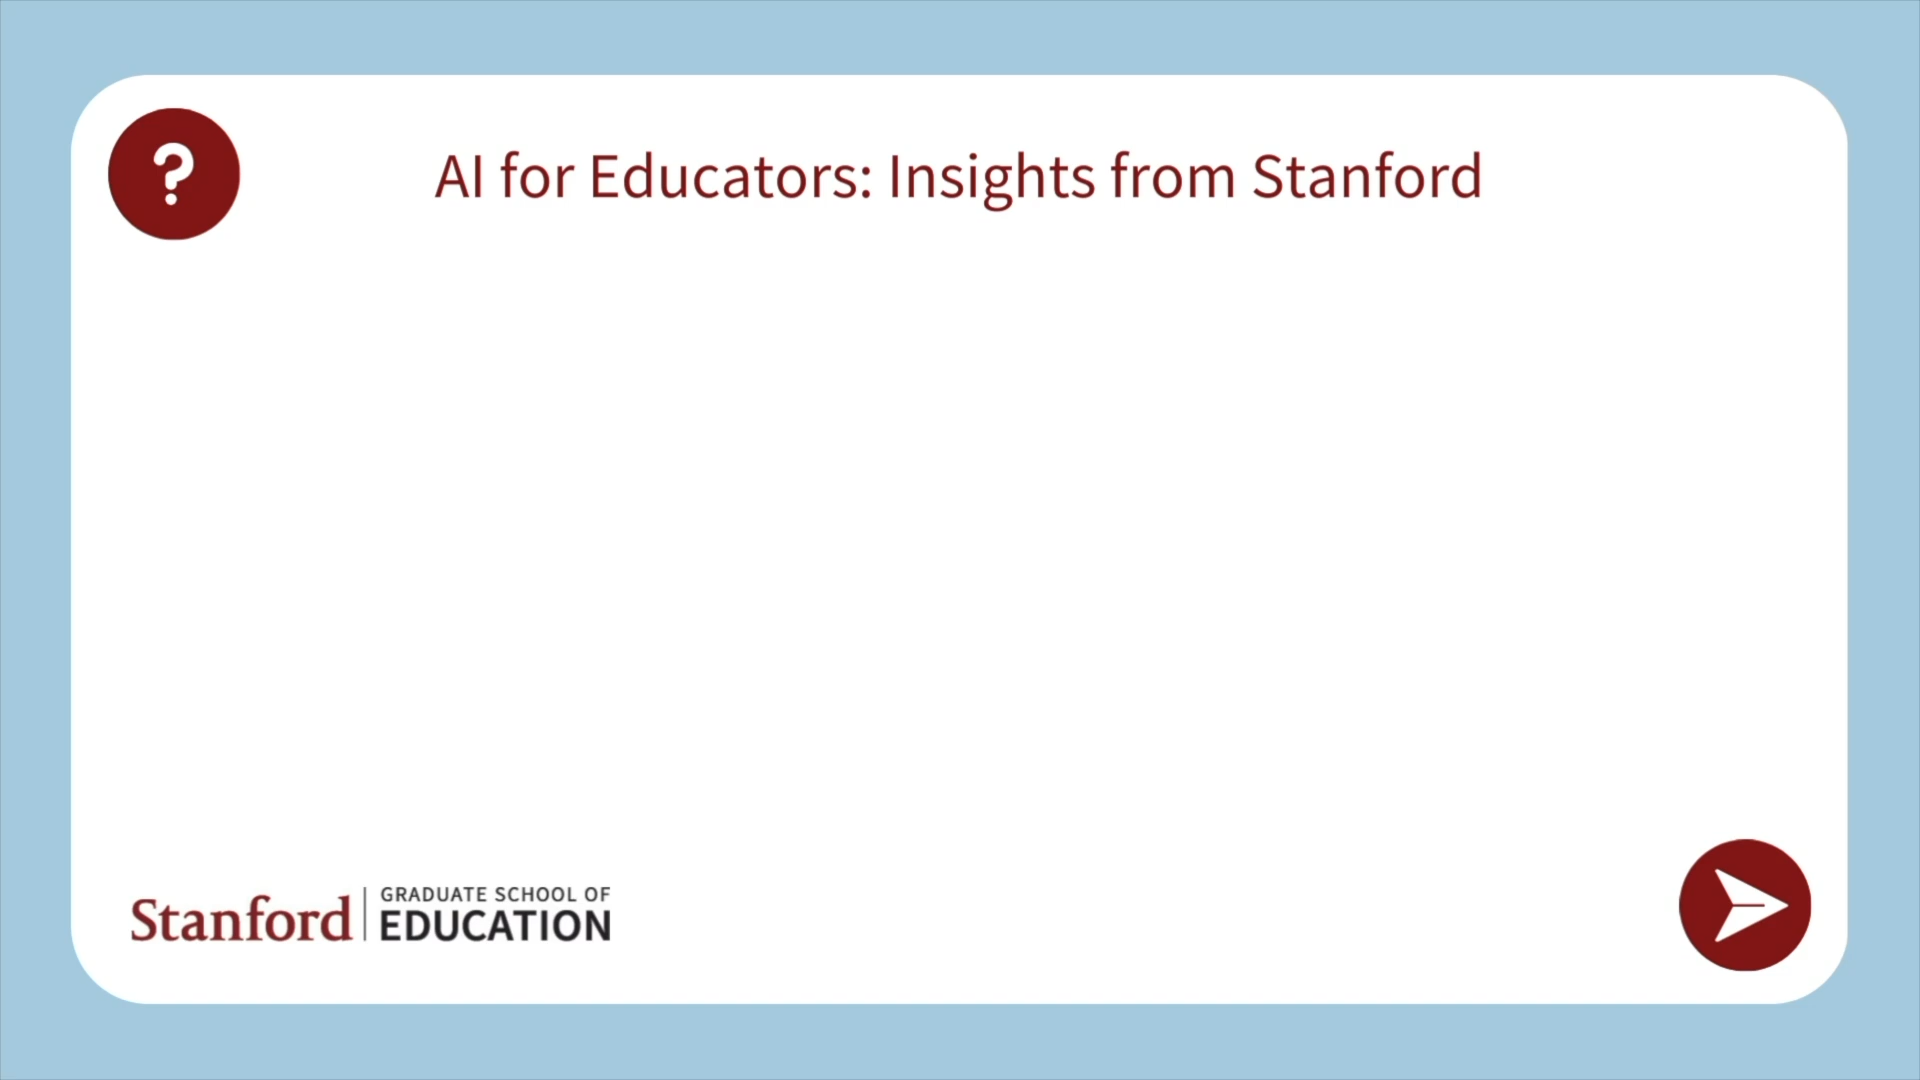 ?
AI for Educators: Insights from Stanford
Stanford
GRADUATE SCHOOL OF
EDUCATION